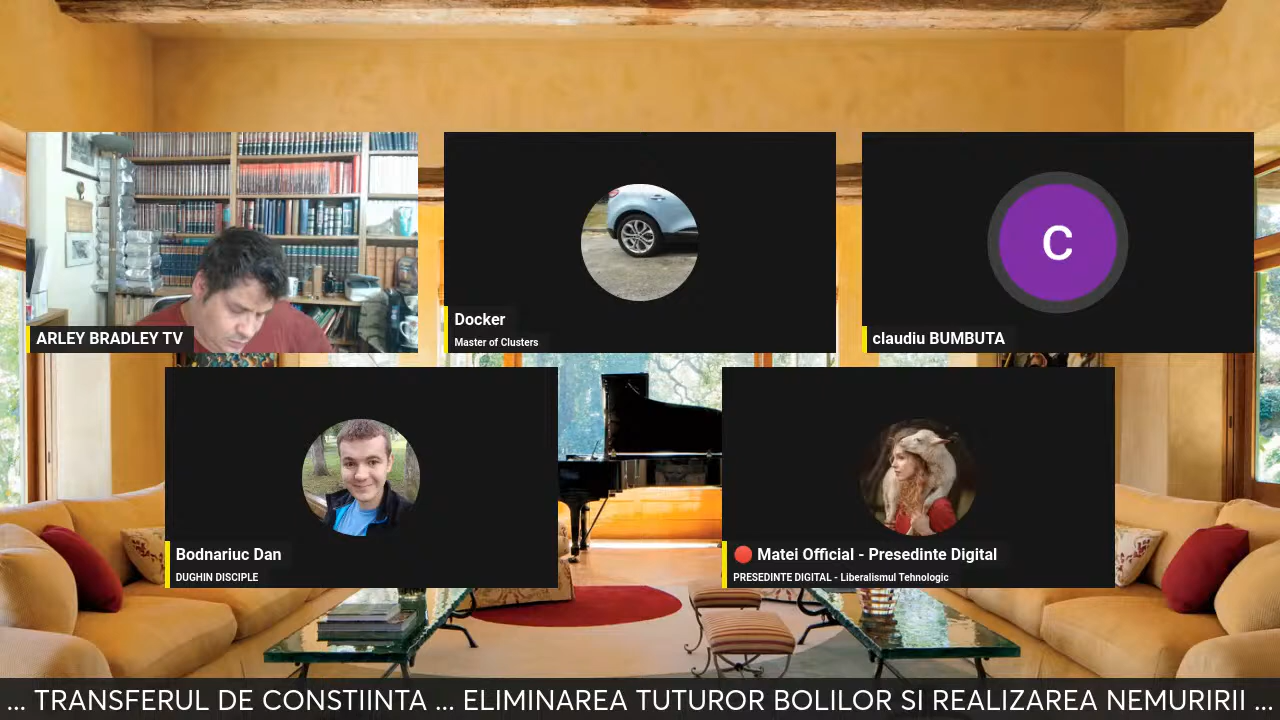 ARLEY BRADLEY TV
Docker
Master of Clusters
C
claudiu BUMBUTA
Bodnariuc Dan
DUGHIN DISCIPLE
🔴 Matei Official - Presedinte Digital
PRESEDINTE DIGITAL - Liberalismul Tehnologic
... TRANSFERUL DE CONSTIINTA ... ELIMINAREA TUTUROR BOLILOR SI REALIZAREA NEMURIRII ...